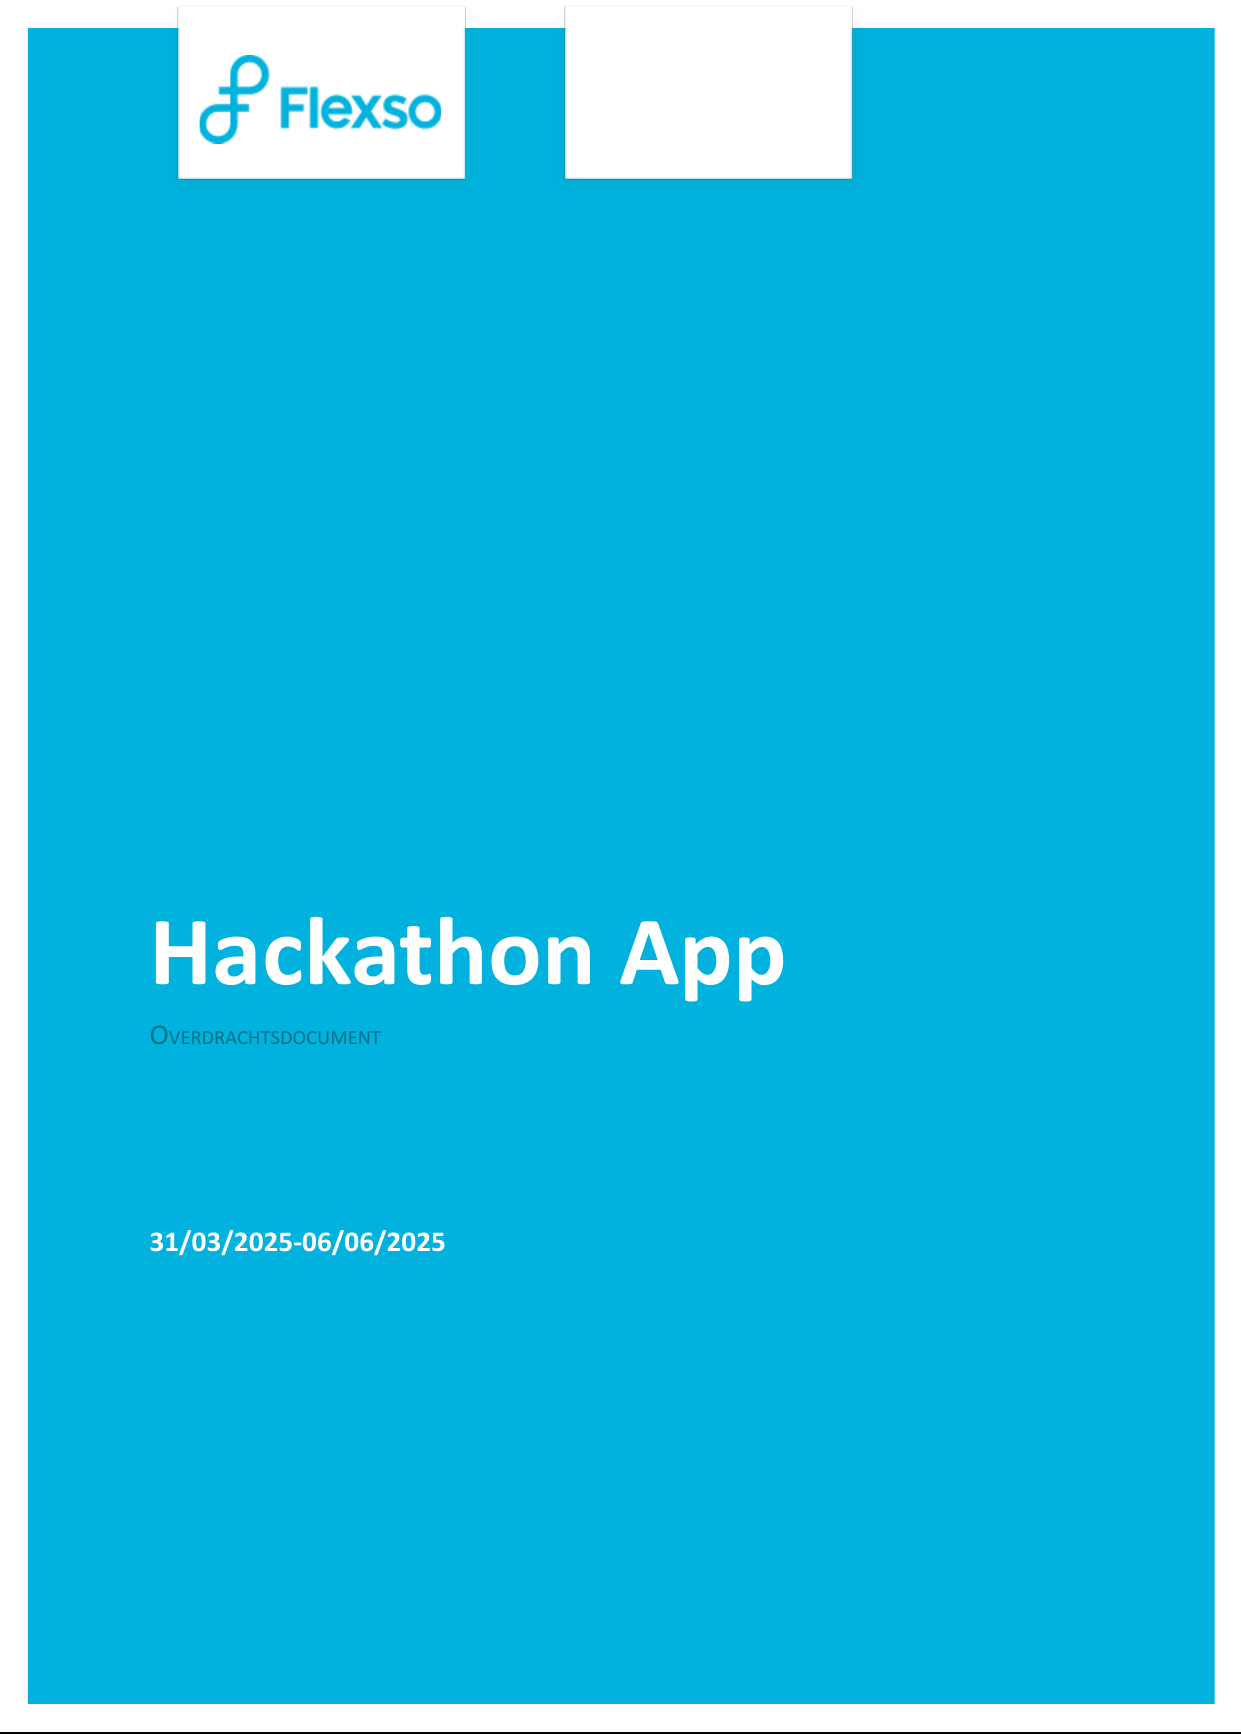 Flexso
Hackathon App
Overdrachtsdocument
31/03/2025-06/06/2025